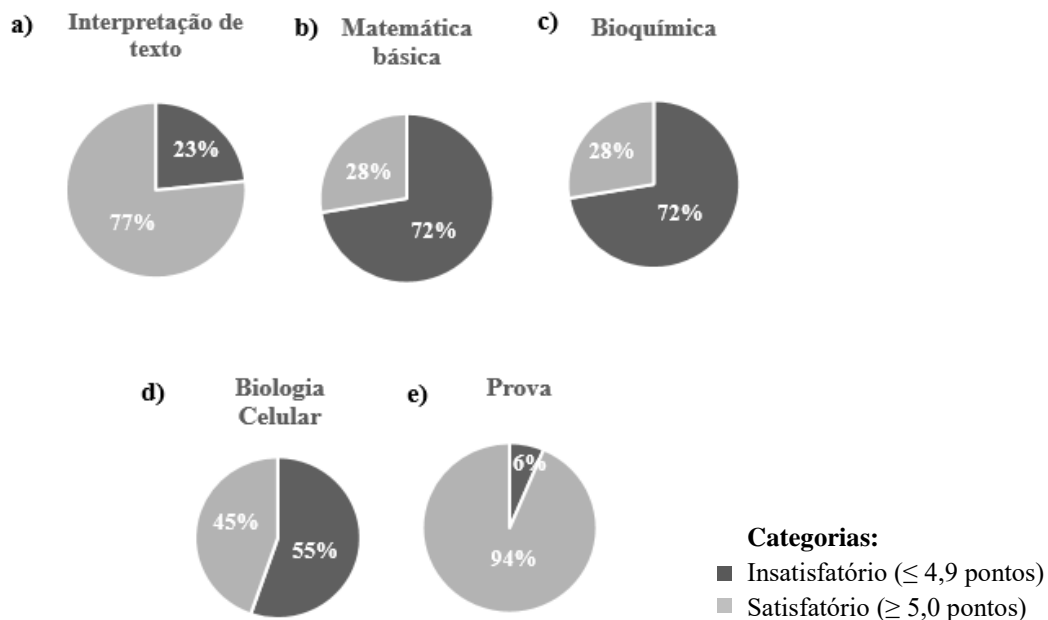 a)
Interpretação de
texto
23%
77%
b)
Matemática
básica
28%
72%
c)
Bioquímica
28%
72%
d)
Biologia
Celular
45%
55%
e)
Prova
6%
94%
Categorias:
Insatisfatório (≤ 4,9 pontos)
Satisfatório (≥ 5,0 pontos)